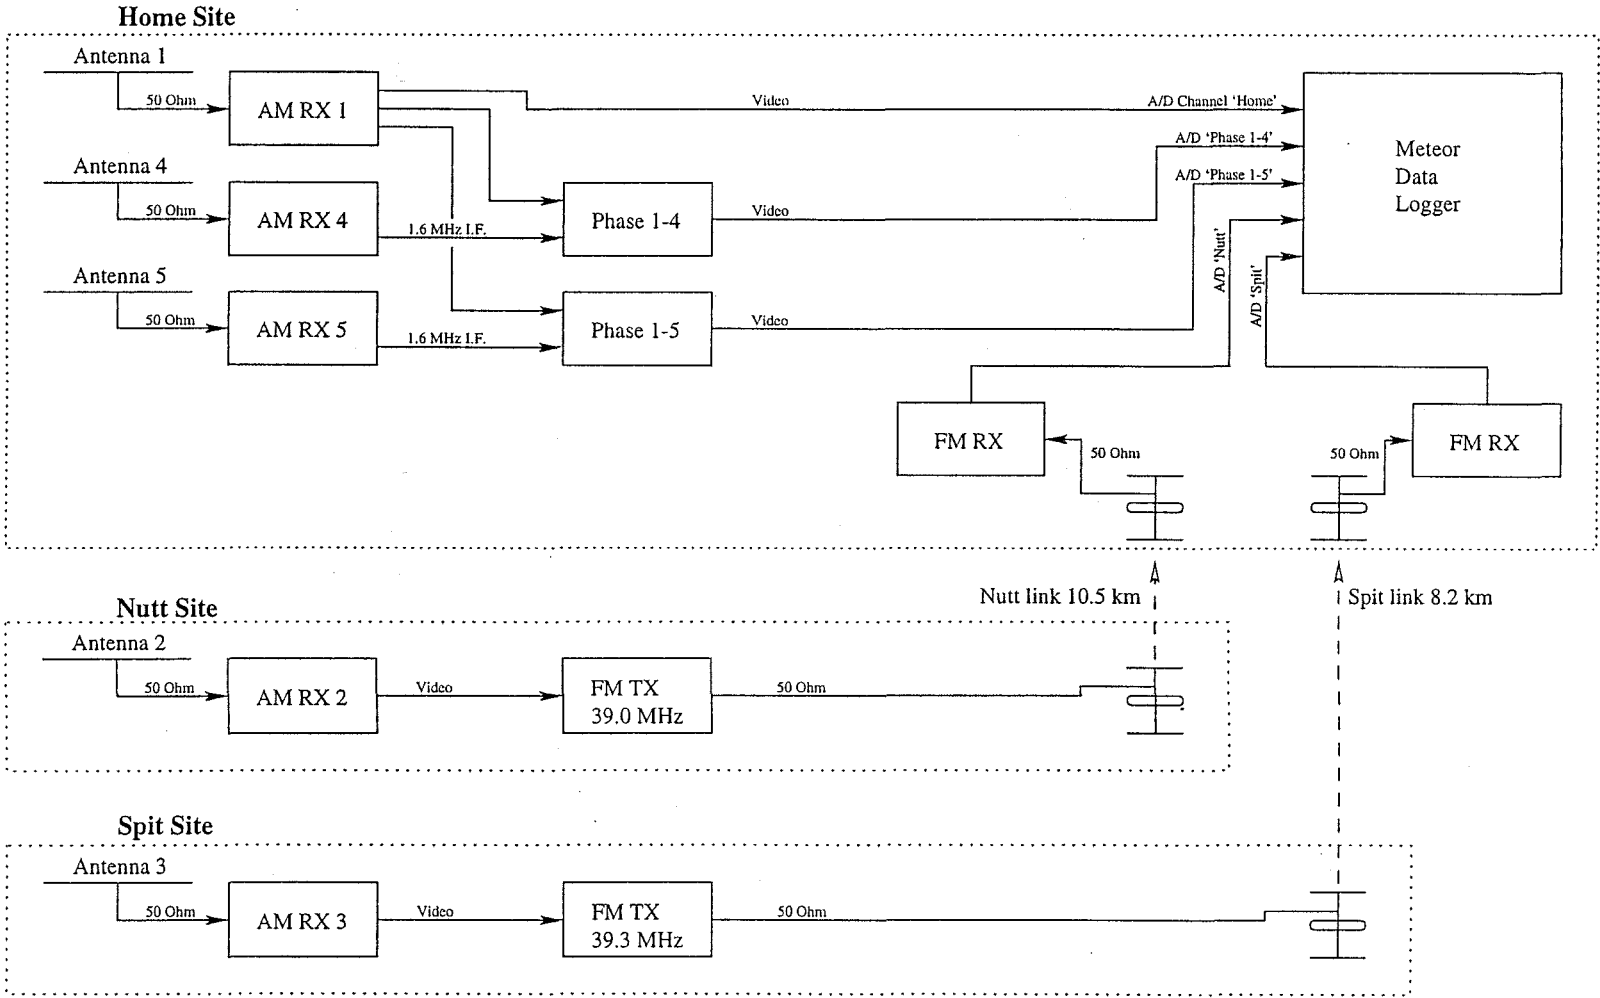 Home Site
Antenna 1
50 Ohm
AM RX 1
Video
A/D Channel 'Home'
A/D 'Phase 1-4'
A/D 'Phase 1-5'
A/D 'Nutt'
A/D 'Spit'
Meteor
Data
Logger
Antenna 4
50 Ohm
AM RX 4
1.6 MHz I.F.
Phase 1-4
Video
Antenna 5
50 Ohm
AM RX 5
1.6 MHz I.F.
Phase 1-5
Video
FM RX
50 Ohm
50 Ohm
FM RX
Nutt link 10.5 km
Spit link 8.2 km
Nutt Site
Antenna 2
50 Ohm
AM RX 2
Video
FM TX
39.0 MHz
50 Ohm
Spit Site
Antenna 3
50 Ohm
AM RX 3
Video
FM TX
39.3 MHz
50 Ohm